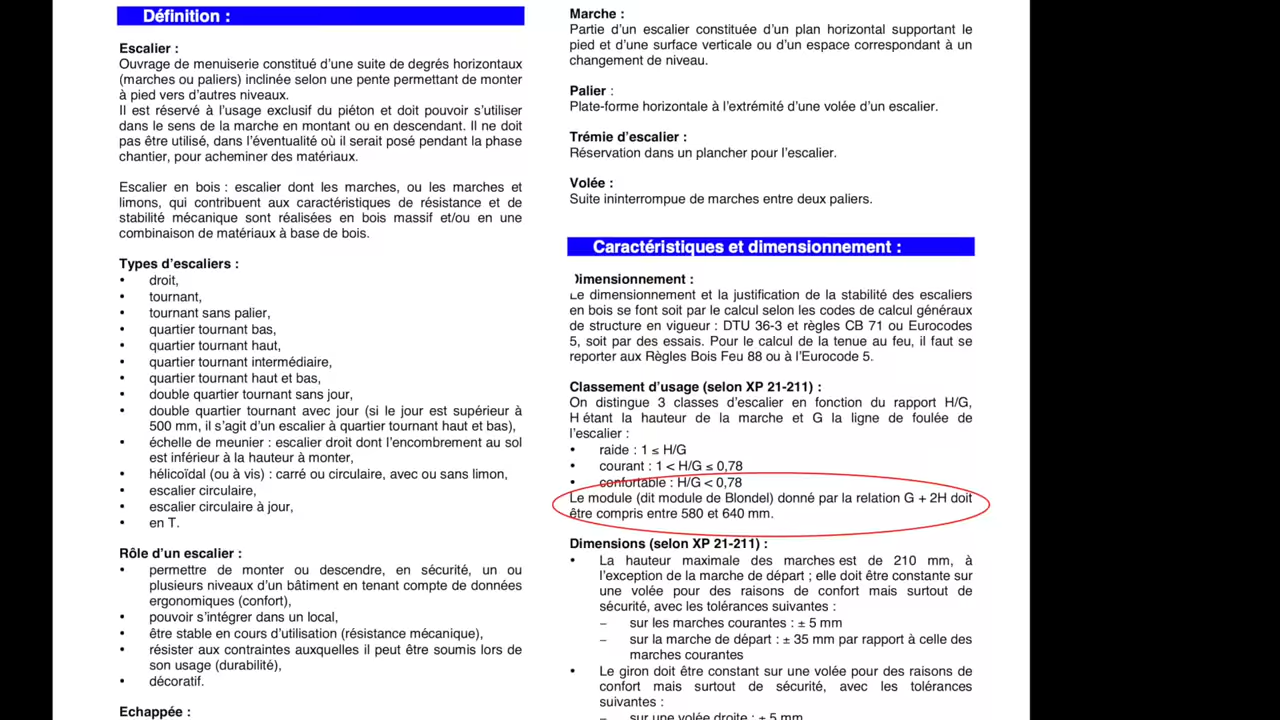 Définition :
Escalier :
Ouvrage de menuiserie constitué d’une suite de degrés horizontaux
(marches ou paliers) inclinée selon une pente permettant de monter
à pied vers d’autres niveaux.
Il est réservé à l’usage exclusif du piéton et doit pouvoir s’utiliser
dans le sens de la marche en montant ou en descendant. Il ne doit
pas être utilisé, dans l’éventualité où il serait posé pendant la phase
chantier, pour acheminer des matériaux.
Escalier en bois : escalier dont les marches, ou les marches et
limons, qui contribuent aux caractéristiques de résistance et de
stabilité mécanique sont réalisées en bois massif et/ou en une
combinaison de matériaux à base de bois.
Types d’escaliers :
• droit,
• tournant,
• tournant sans palier,
• quartier tournant bas,
• quartier tournant haut,
• quartier tournant intermédiaire,
• quartier tournant haut et bas,
• double quartier tournant sans jour,
• double quartier tournant avec jour (si le jour est supérieur à
500 mm, il s’agit d’un escalier à quartier tournant haut et bas),
• échelle de meunier : escalier droit dont l’encombrement au sol
est inférieur à la hauteur à monter,
• hélicoïdal (ou à vis) : carré ou circulaire, avec ou sans limon,
• escalier circulaire,
• escalier circulaire à jour,
• en T.
Rôle d’un escalier :
• permettre de monter ou descendre, en sécurité, un ou
plusieurs niveaux d’un bâtiment en tenant compte de données
ergonomiques (confort),
• pouvoir s’intégrer dans un local,
• être stable en cours d’utilisation (résistance mécanique),
• résister aux contraintes auxquelles il peut être soumis lors de
son usage (durabilité),
• décoratif.
Echappée :
Marche :
Partie d’un escalier constituée d’un plan horizontal supportant le
pied et d’une surface verticale ou d’un espace correspondant à un
changement de niveau.
Palier :
Plate-forme horizontale à l’extrémité d’une volée d’un escalier.
Trémie d’escalier :
Réservation dans un plancher pour l’escalier.
Volée :
Suite ininterrompue de marches entre deux paliers.
Caractéristiques et dimensionnement :
Dimensionnement :
Le dimensionnement et la justification de la stabilité des escaliers
en bois se font soit par le calcul selon les codes de calcul généraux
de structure en vigueur : DTU 36-3 et règles CB 71 ou Eurocodes
5, soit par des essais. Pour le calcul de la tenue au feu, il faut se
reporter aux Règles Bois Feu 88 ou à l’Eurocode 5.
Classement d’usage (selon XP 21-211) :
On distingue 3 classes d’escalier en fonction du rapport H/G,
H étant la hauteur de la marche et G la ligne de foulée de
l’escalier :
• raide : 1 ≤ H/G
• courant : 1 < H/G ≤ 0,78
• confortable : H/G < 0,78
Le module (dit module de Blondel) donné par la relation G + 2H doit
être compris entre 580 et 640 mm.
Dimensions (selon XP 21-211) :
• La hauteur maximale des marches est de 210 mm, à
l’exception de la marche de départ ; elle doit être constante sur
une volée pour des raisons de confort mais surtout de
sécurité, avec les tolérances suivantes :
– sur les marches courantes : ± 5 mm
– sur la marche de départ : ± 35 mm par rapport à celle des
marches courantes
• Le giron doit être constant sur une volée pour des raisons de
confort mais surtout de sécurité, avec les tolérances
suivantes :
– sur une volée droite : ± 5 mm